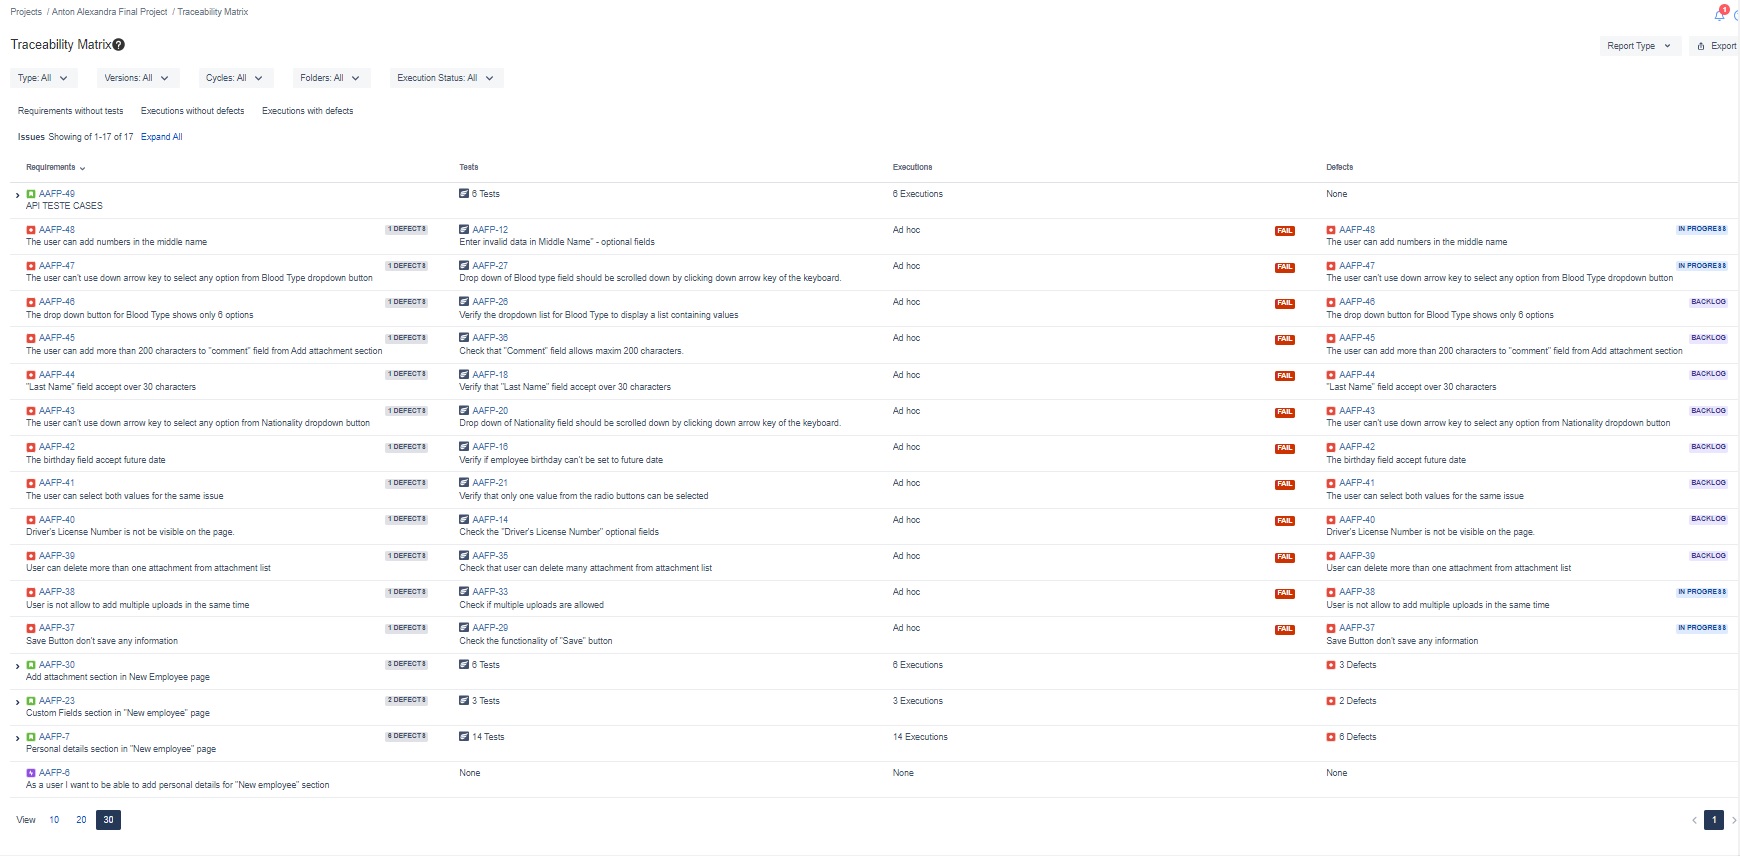 Projects / Anton Alexandra Final Project / Traceability Matrix
1
Traceability Matrix ?
Report Type Export
Type: All Versions: All Cycles: All Folders: All Execution Status: All
Requirements without tests Executions without defects Executions with defects
Issues Showing of 1-17 of 17 Expand All
Requirements Tests Executions Defects
AAFP-49 6 Tests 6 Executions None
API TESTE CASES
AAFP-48 1 DEFECTS AAFP-12 Ad hoc FAIL AAFP-48 IN PROGRESS
The user can add numbers in the middle name Enter invalid data in Middle Name" - optional fields The user can add numbers in the middle name
AAFP-47 1 DEFECTS AAFP-27 Ad hoc FAIL AAFP-47 IN PROGRESS
The user can't use down arrow key to select any option from Blood Type dropdown button Drop down of Blood type field should be scrolled down by clicking down arrow key of the keyboard. The user can't use down arrow key to select any option from Blood Type dropdown button
AAFP-46 1 DEFECTS AAFP-26 Ad hoc FAIL AAFP-46 BACKLOG
The drop down button for Blood Type shows only 6 options Verify the dropdown list for Blood Type to display a list containing values The drop down button for Blood Type shows only 6 options
AAFP-45 1 DEFECTS AAFP-36 Ad hoc FAIL AAFP-45 BACKLOG
The user can add more than 200 characters to "comment" field from Add attachment section Check that "Comment" field allows maxim 200 characters. The user can add more than 200 characters to "comment" field from Add attachment section
AAFP-44 1 DEFECTS AAFP-18 Ad hoc FAIL AAFP-44 BACKLOG
"Last Name" field accept over 30 characters Verify that "Last Name" field accept over 30 characters "Last Name" field accept over 30 characters
AAFP-43 1 DEFECTS AAFP-20 Ad hoc FAIL AAFP-43 BACKLOG
The user can't use down arrow key to select any option from Nationality dropdown button Drop down of Nationality field should be scrolled down by clicking down arrow key of the keyboard. The user can't use down arrow key to select any option from Nationality dropdown button
AAFP-42 1 DEFECTS AAFP-16 Ad hoc FAIL AAFP-42 BACKLOG
The birthday field accept future date Verify if employee birthday can't be set to future date The birthday field accept future date
AAFP-41 1 DEFECTS AAFP-21 Ad hoc FAIL AAFP-41 BACKLOG
The user can select both values for the same issue Verify that only one value from the radio buttons can be selected The user can select both values for the same issue
AAFP-40 1 DEFECTS AAFP-14 Ad hoc FAIL AAFP-40 BACKLOG
Driver's License Number is not be visible on the page. Check the "Driver's License Number" optional fields Driver's License Number is not be visible on the page.
AAFP-39 1 DEFECTS AAFP-35 Ad hoc FAIL AAFP-39 BACKLOG
User can delete more than one attachment from attachment list Check that user can delete many attachment from attachment list User can delete more than one attachment from attachment list
AAFP-38 1 DEFECTS AAFP-33 Ad hoc FAIL AAFP-38 IN PROGRESS
User is not allow to add multiple uploads in the same time Check if multiple uploads are allowed User is not allow to add multiple uploads in the same time
AAFP-37 1 DEFECTS AAFP-29 Ad hoc FAIL AAFP-37 IN PROGRESS
Save Button don't save any information Check the functionality of "Save" button Save Button don't save any information
AAFP-30 3 DEFECTS 6 Tests 6 Executions 3 Defects
Add attachment section in New Employee page
AAFP-23 2 DEFECTS 3 Tests 3 Executions 2 Defects
Custom Fields section in "New employee" page
AAFP-7 6 DEFECTS 14 Tests 14 Executions 6 Defects
Personal details section in "New employee" page
AAFP-6 None None None
As a user I want to be able to add personal details for "New employee" section
View 10 20 30 1